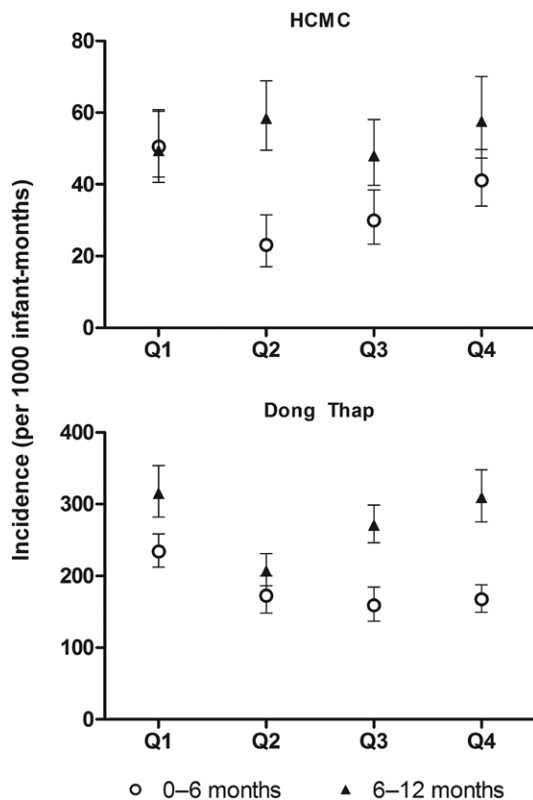 HCMC
80
60
40
20
0
Q1 Q2 Q3 Q4
Dong Thap
400
300
200
100
0
Q1 Q2 Q3 Q4
Incidence (per 1000 infant-months)
0–6 months 6–12 months